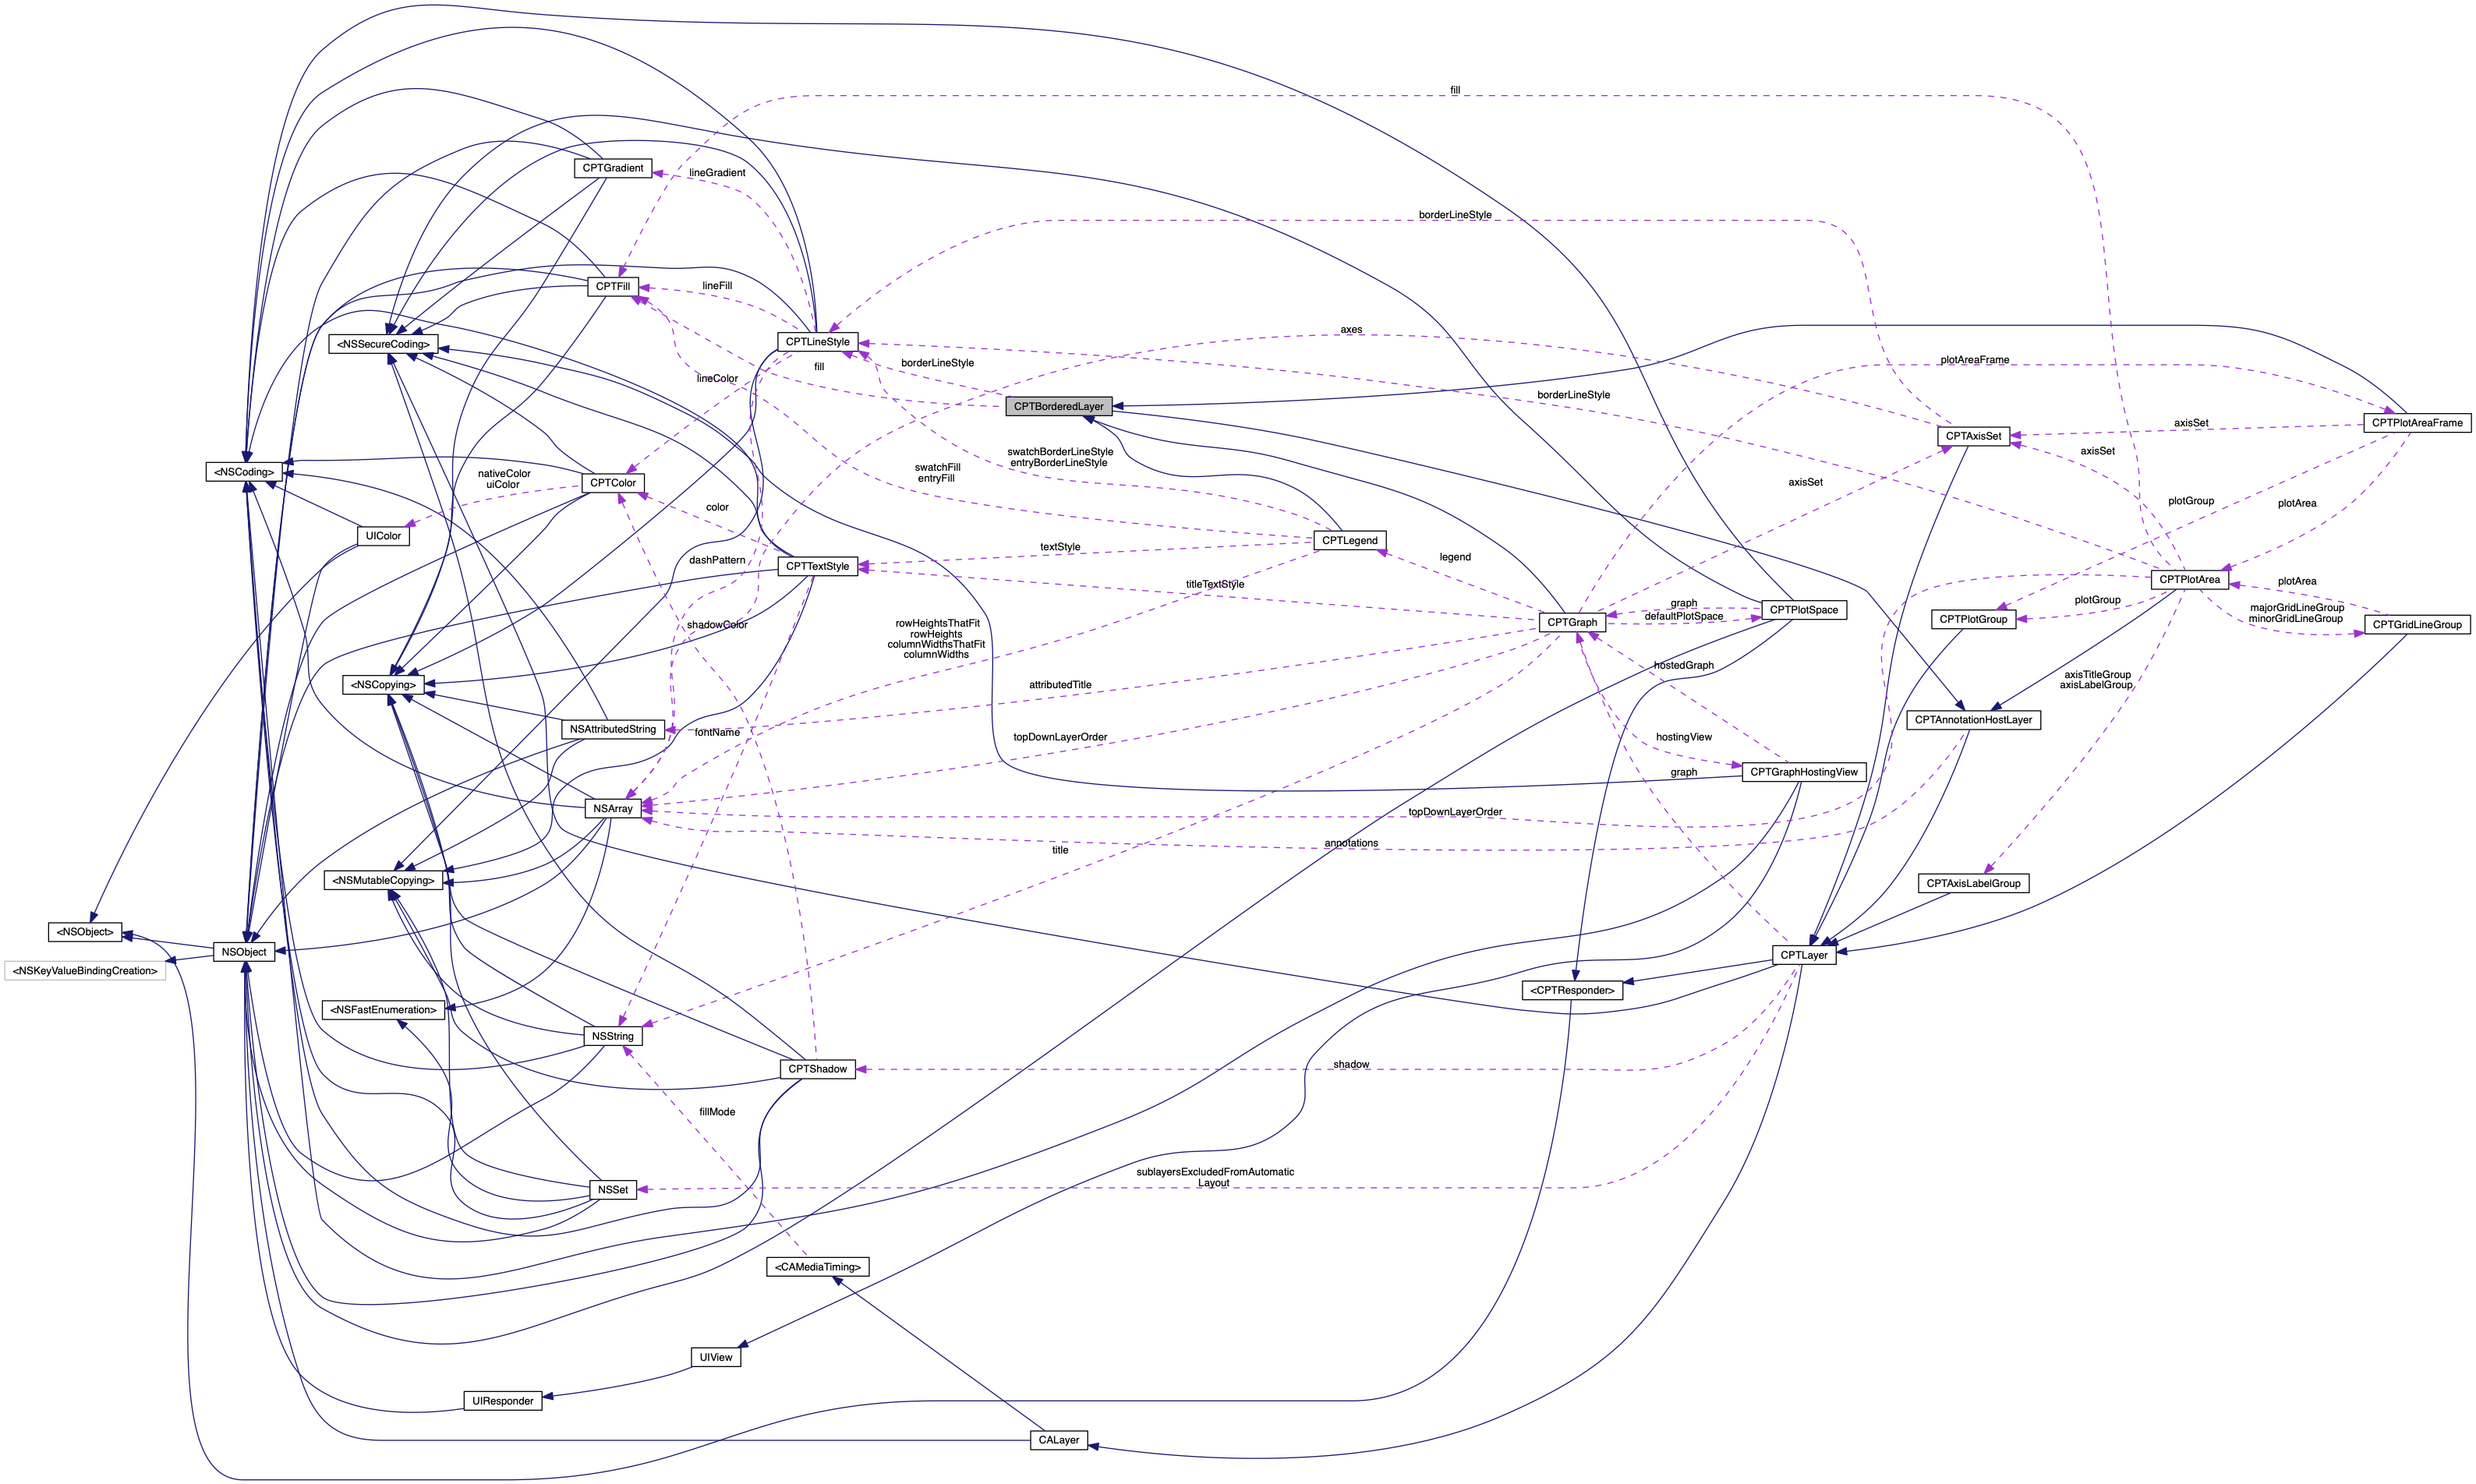 fill
CPTGradient
lineGradient
borderLineStyle
CPTFill
lineFill
axes
<NSSecureCoding>
CPTLineStyle
borderLineStyle
plotAreaFrame
fill
lineColor
borderLineStyle
CPTBorderedLayer
CPTPlotAreaFrame
axisSet
CPTAxisSet
swatchBorderLineStyle
entryBorderLineStyle
axisSet
<NSCoding>
nativeColor
uiColor
CPTColor
swatchFill
entryFill
axisSet
plotGroup
plotArea
color
UIColor
CPTLegend
textStyle
legend
dashPattern
CPTTextStyle
titleTextStyle
CPTPlotArea
plotArea
graph
defaultPlotSpace
CPTPlotSpace
plotGroup
majorGridLineGroup
minorGridLineGroup
CPTGraph
CPTPlotGroup
CPTGridLineGroup
shadowColor
rowHeightsThatFit
rowHeights
columnWidthsThatFit
columnWidths
hostedGraph
axisTitleGroup
axisLabelGroup
<NSCopying>
attributedTitle
CPTAnnotationHostLayer
NSAttributedString
fontName
topDownLayerOrder
hostingView
graph
CPTGraphHostingView
NSArray
topDownLayerOrder
title
annotations
<NSMutableCopying>
CPTAxisLabelGroup
<NSObject>
NSObject
<NSKeyValueBindingCreation>
CPTLayer
<CPTResponder>
<NSFastEnumeration>
NSString
CPTShadow
shadow
fillMode
sublayersExcludedFromAutomatic
Layout
NSSet
<CAMediaTiming>
UIView
UIResponder
CALayer